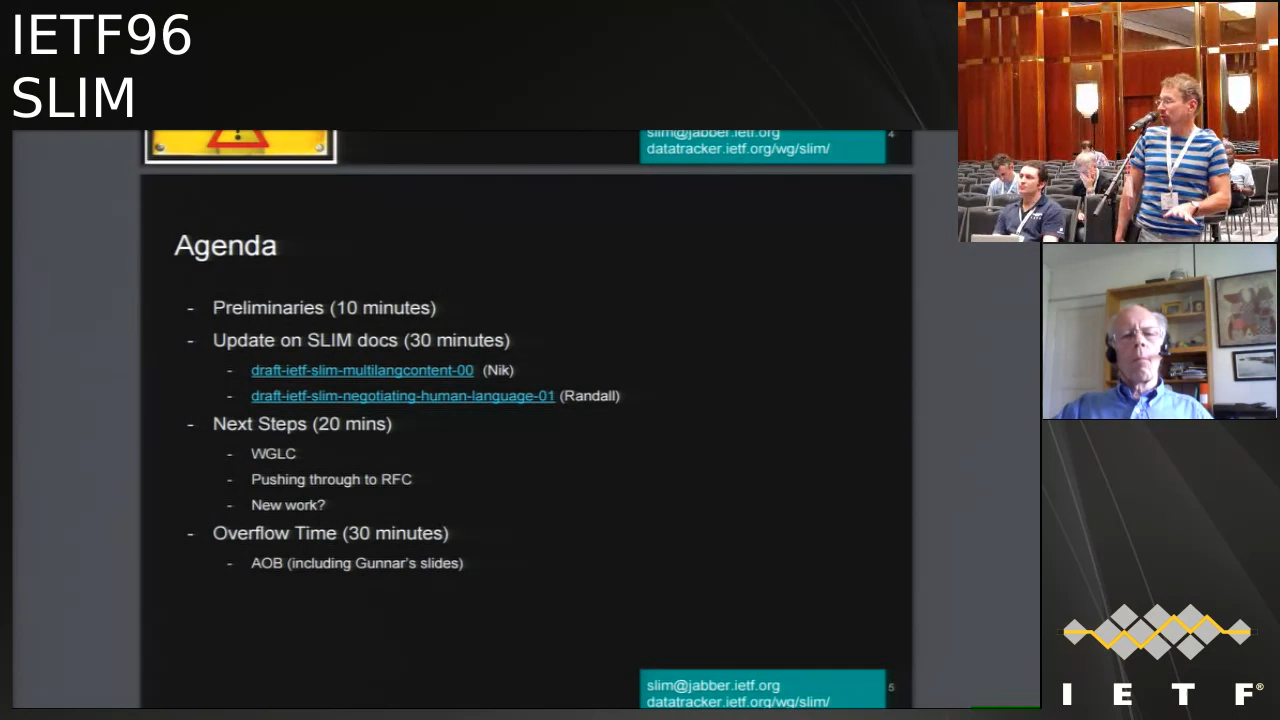 IETF96
SLIM
slim@jabber.ietf.org
datatracker.ietf.org/wg/slim/
4
Agenda
- Preliminaries (10 minutes)
- Update on SLIM docs (30 minutes)
- draft-ietf-slim-multilangcontent-00 (Nik)
- draft-ietf-slim-negotiating-human-language-01 (Randall)
- Next Steps (20 mins)
- WGLC
- Pushing through to RFC
- New work?
- Overflow Time (30 minutes)
- AOB (including Gunnar's slides)
slim@jabber.ietf.org
datatracker.ietf.org/wg/slim/
5
I E T F®